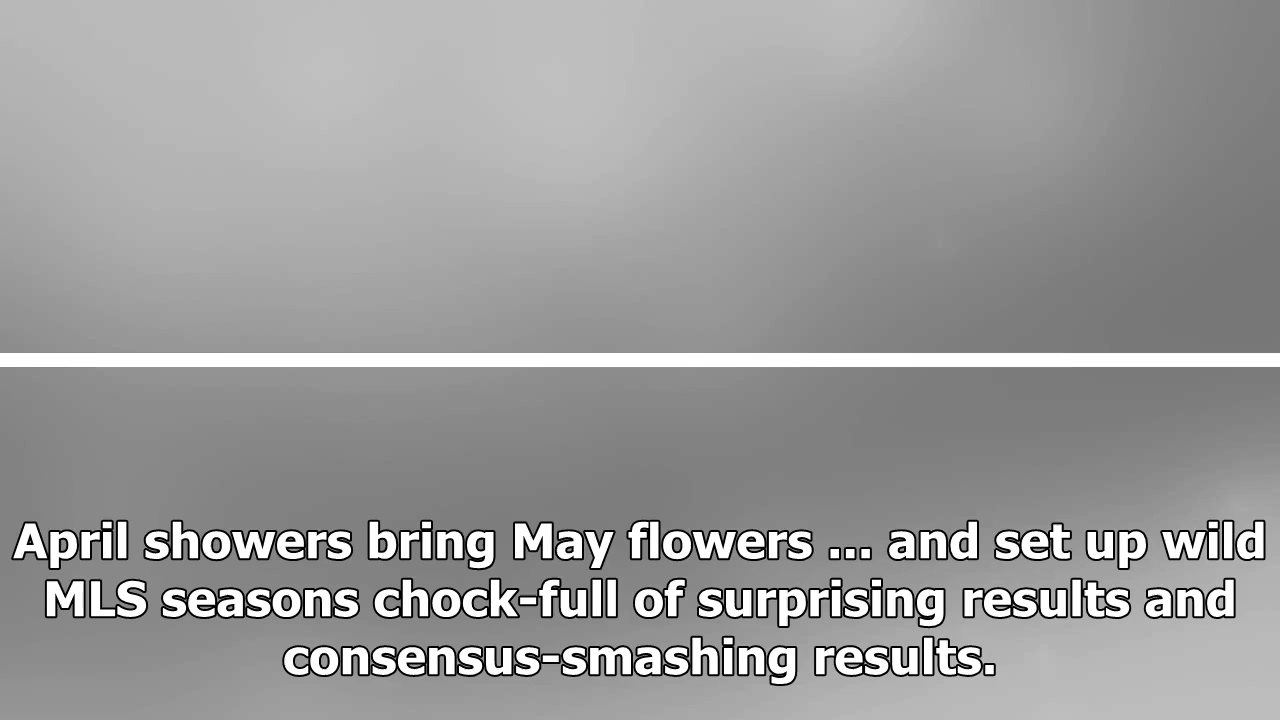 April showers bring May flowers ... and set up wild
MLS seasons chock-full of surprising results and
consensus-smashing results.